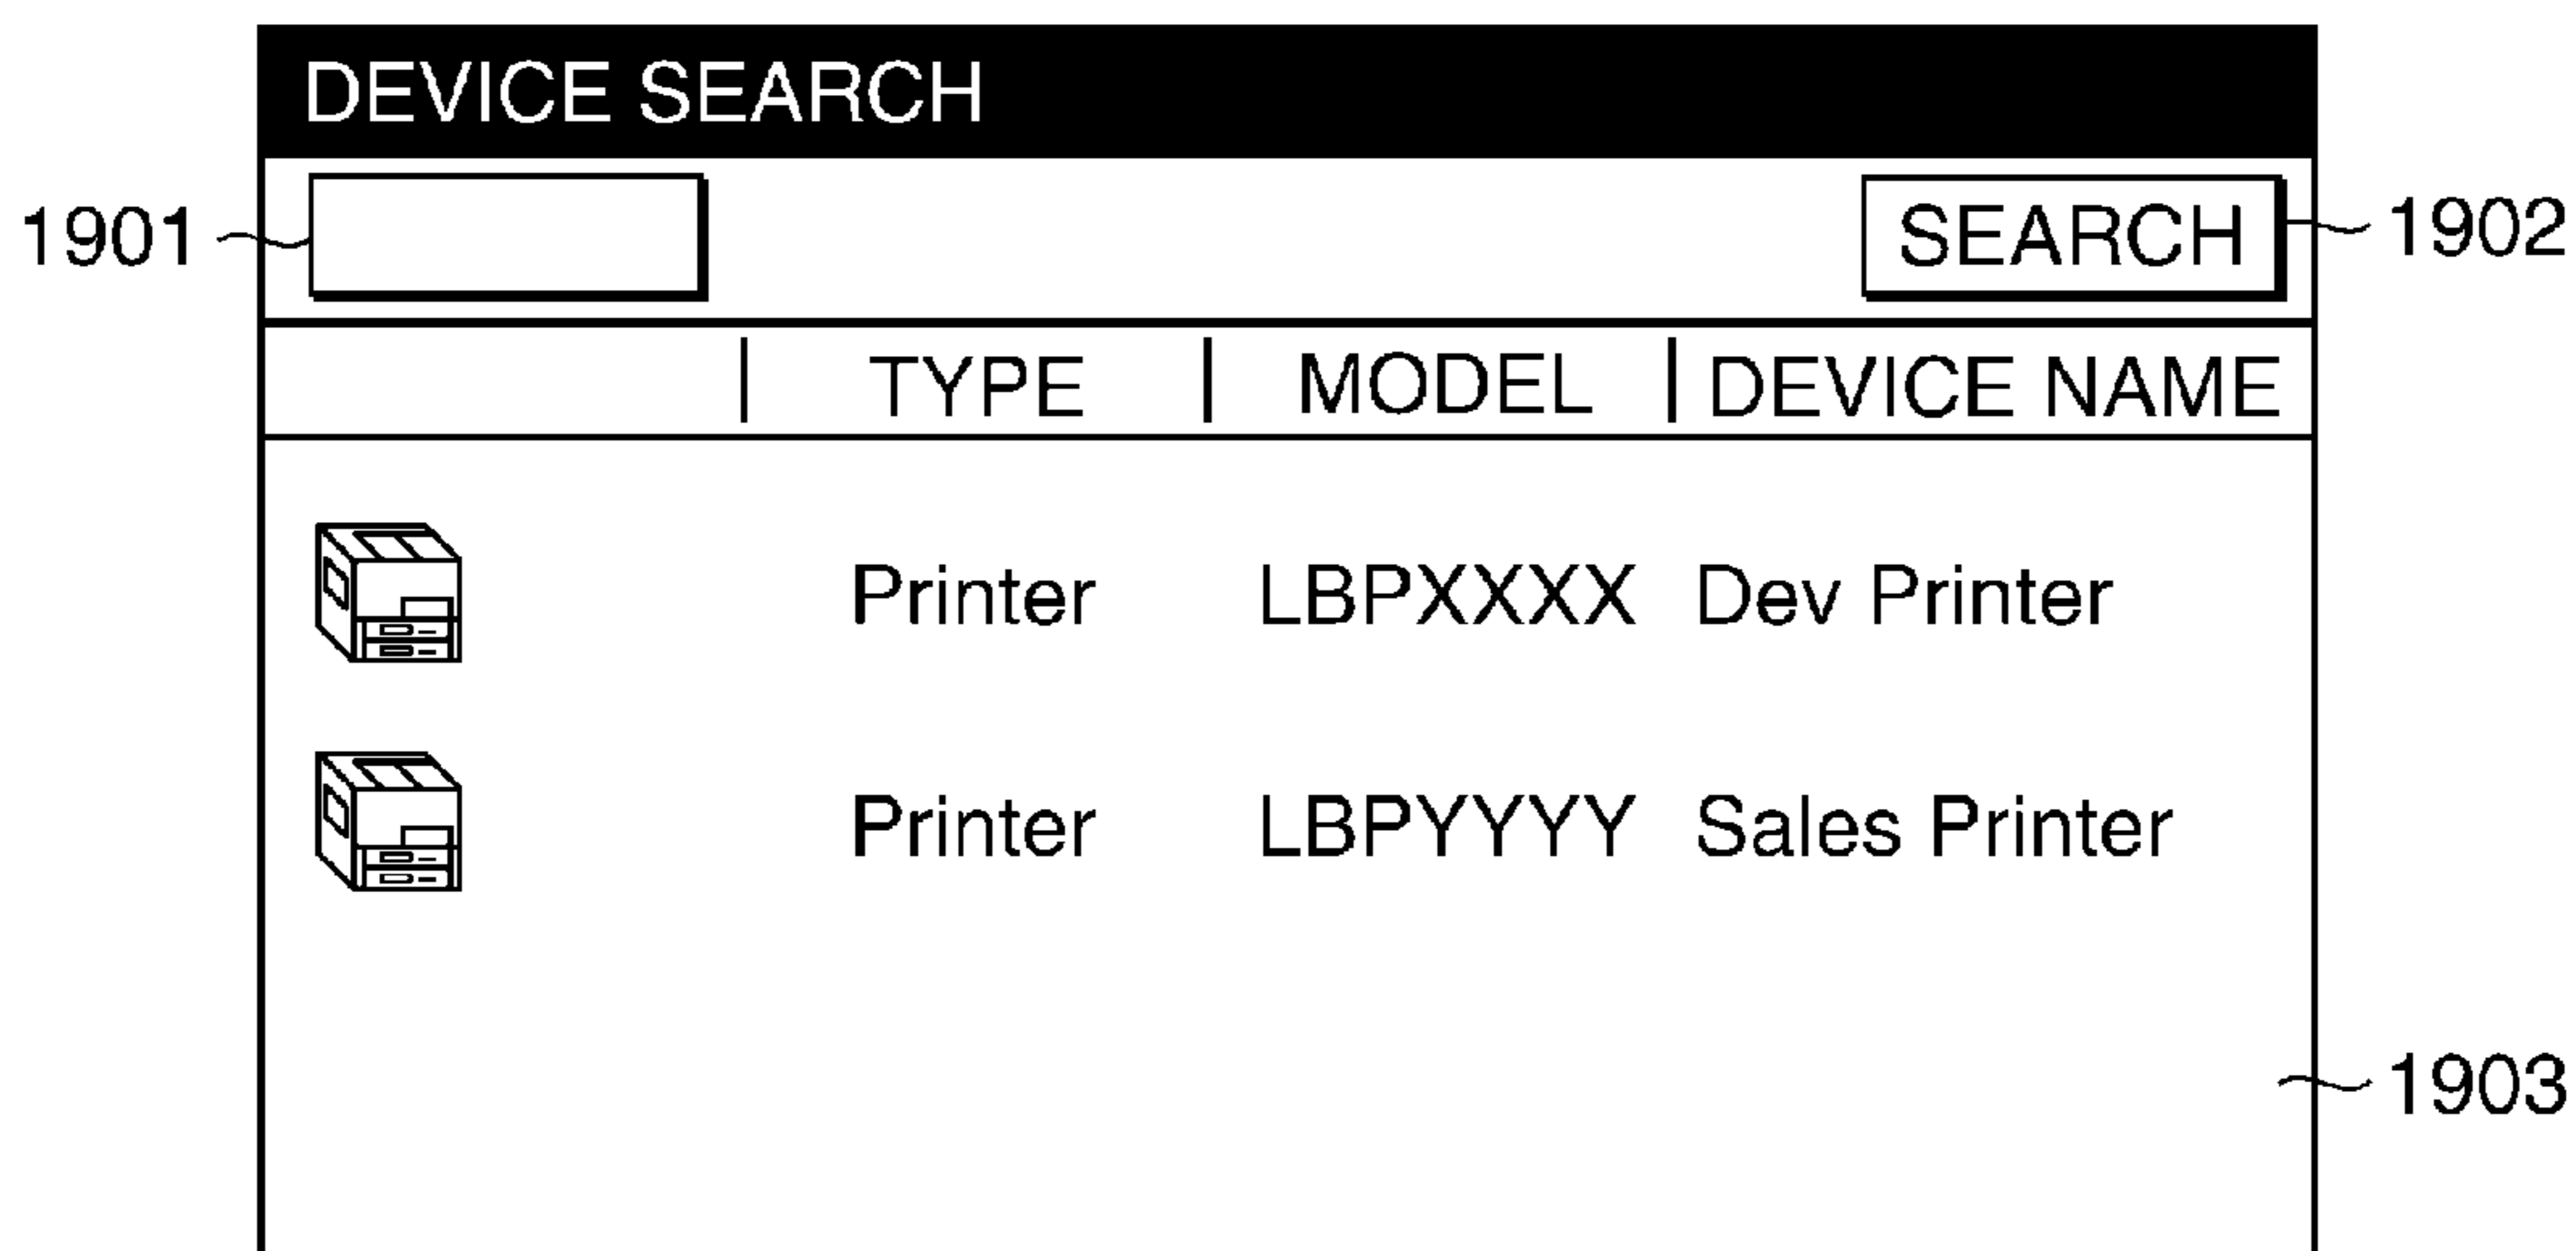 DEVICE SEARCH
1901 SEARCH 1902
TYPE MODEL DEVICE NAME
Printer LBPXXXX Dev Printer
Printer LBPYYYY Sales Printer
1903